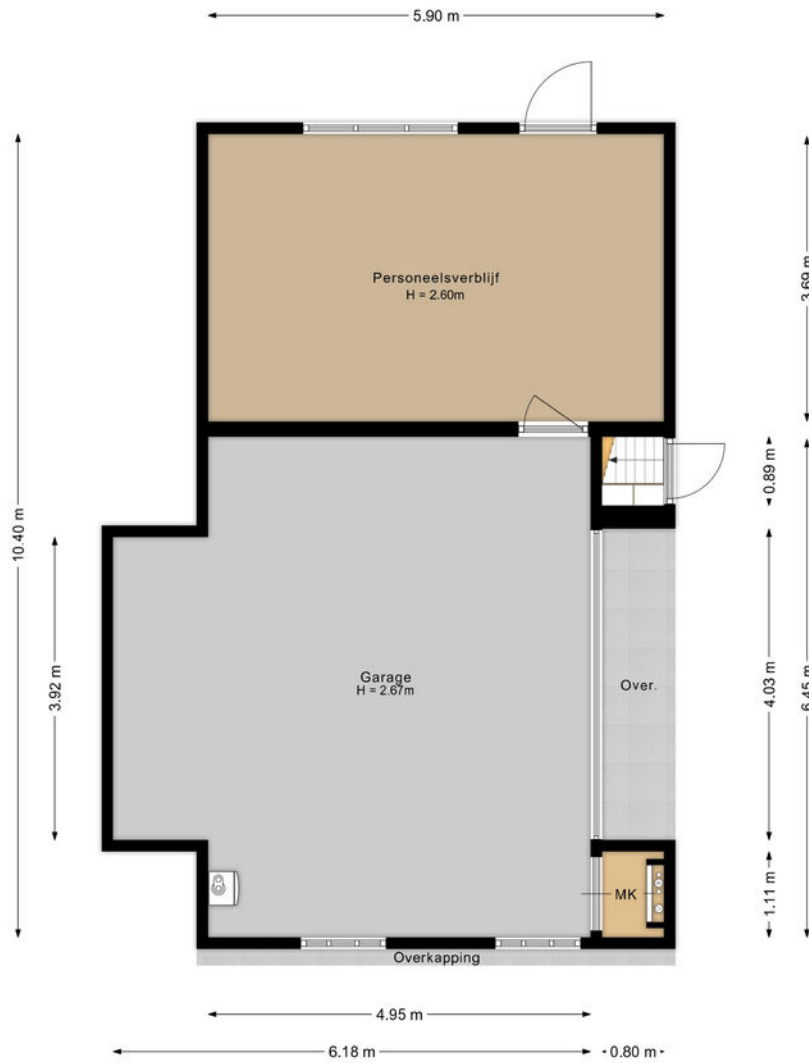 5.90 m
Personeelsverblijf
H = 2.60m
3.69 m
10.40 m
0.89 m
3.92 m
Garage
H = 2.67m
Over.
4.03 m
6.45 m
MK
1.11 m
Overkapping
4.95 m
6.18 m
0.80 m